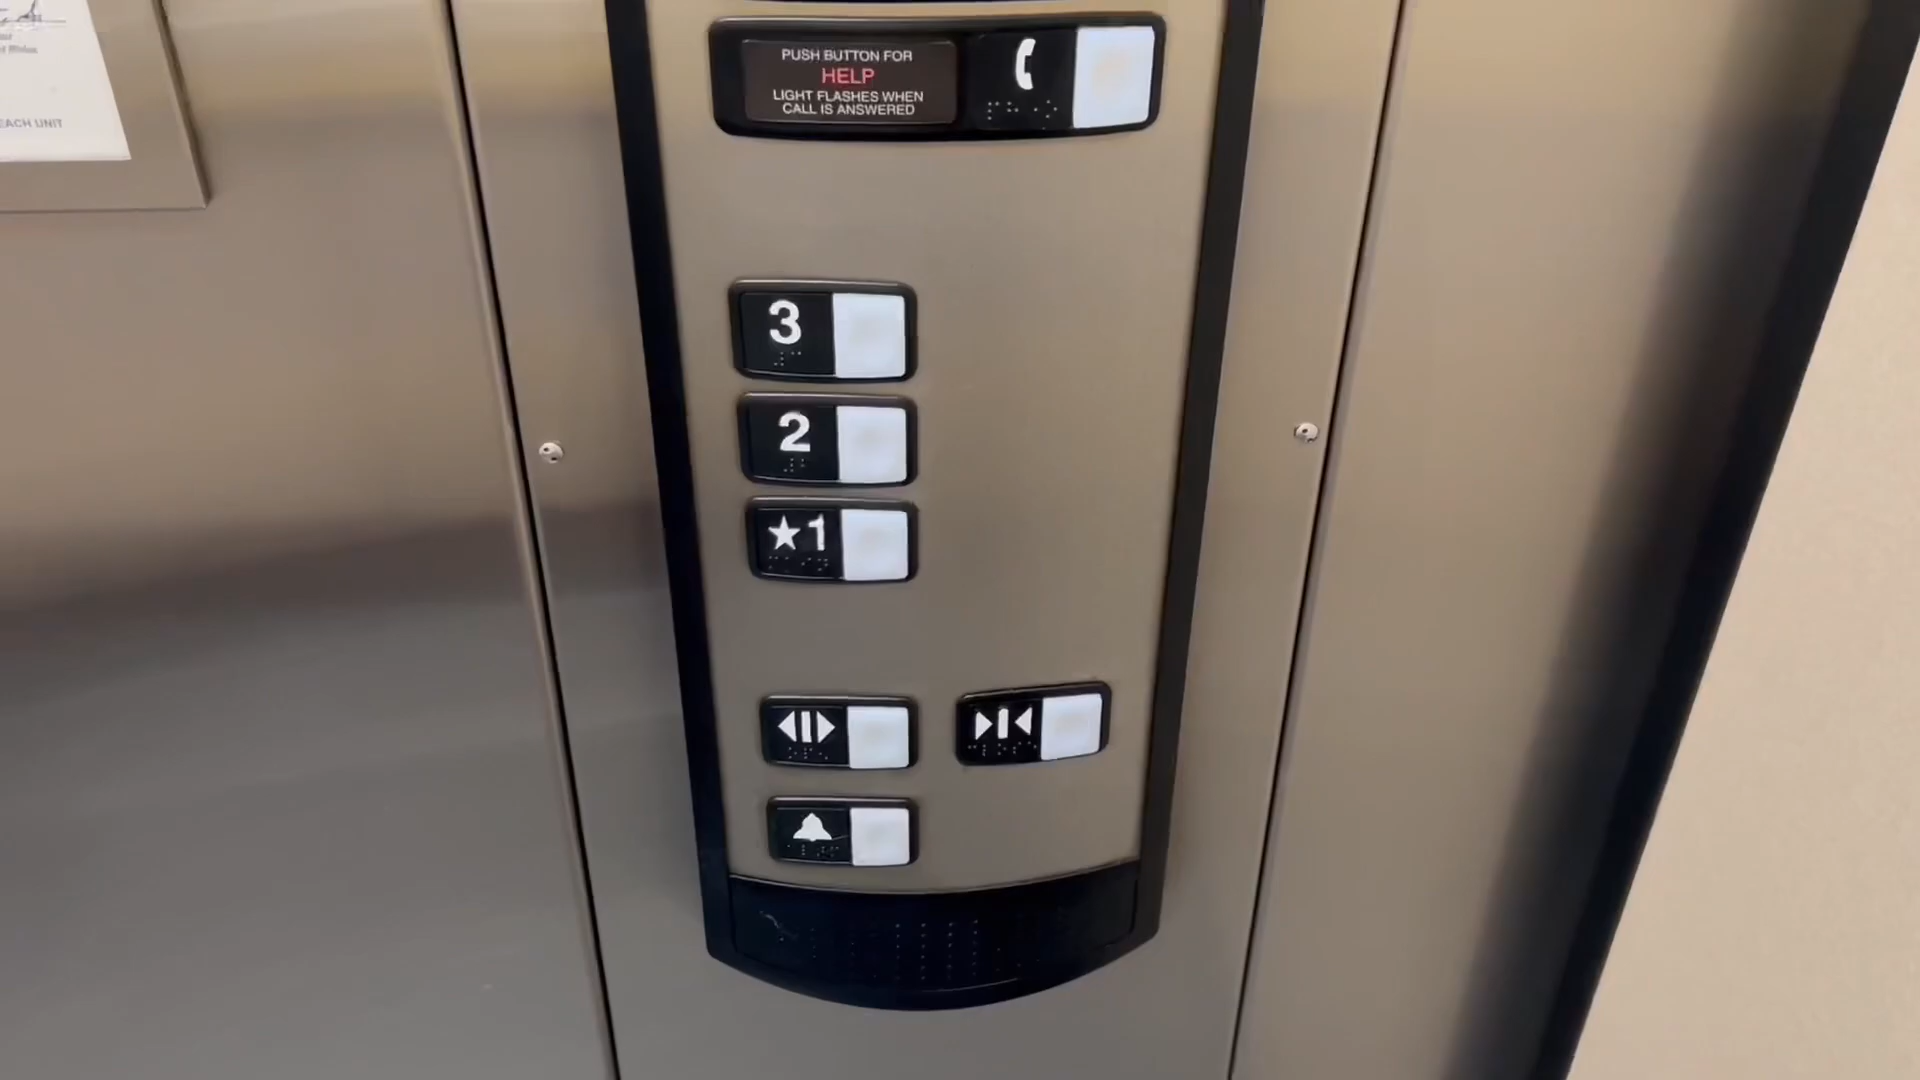 EACH UNIT
PUSH BUTTON FOR
HELP
LIGHT FLASHES WHEN
CALL IS ANSWERED
3
2
★1